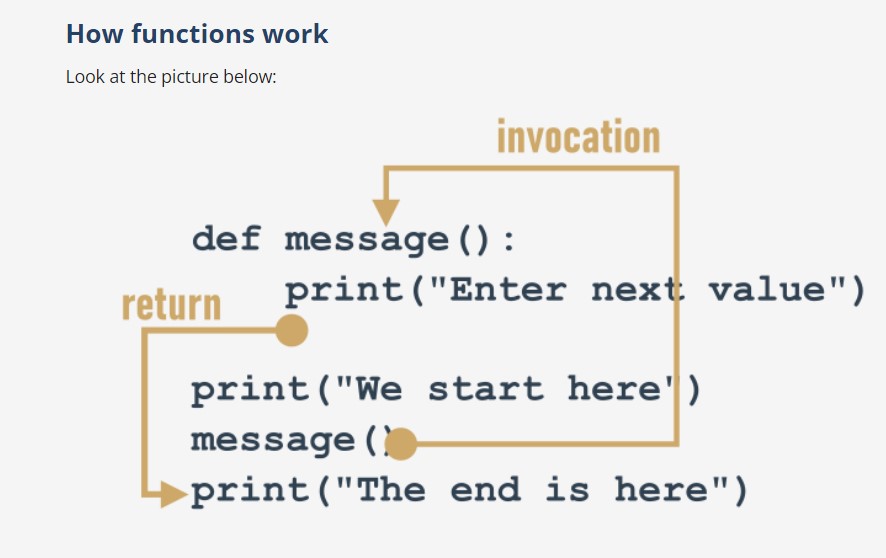 How functions work
Look at the picture below:
invocation
def message():
print("Enter next value")
return
print("We start here")
message()
print("The end is here")